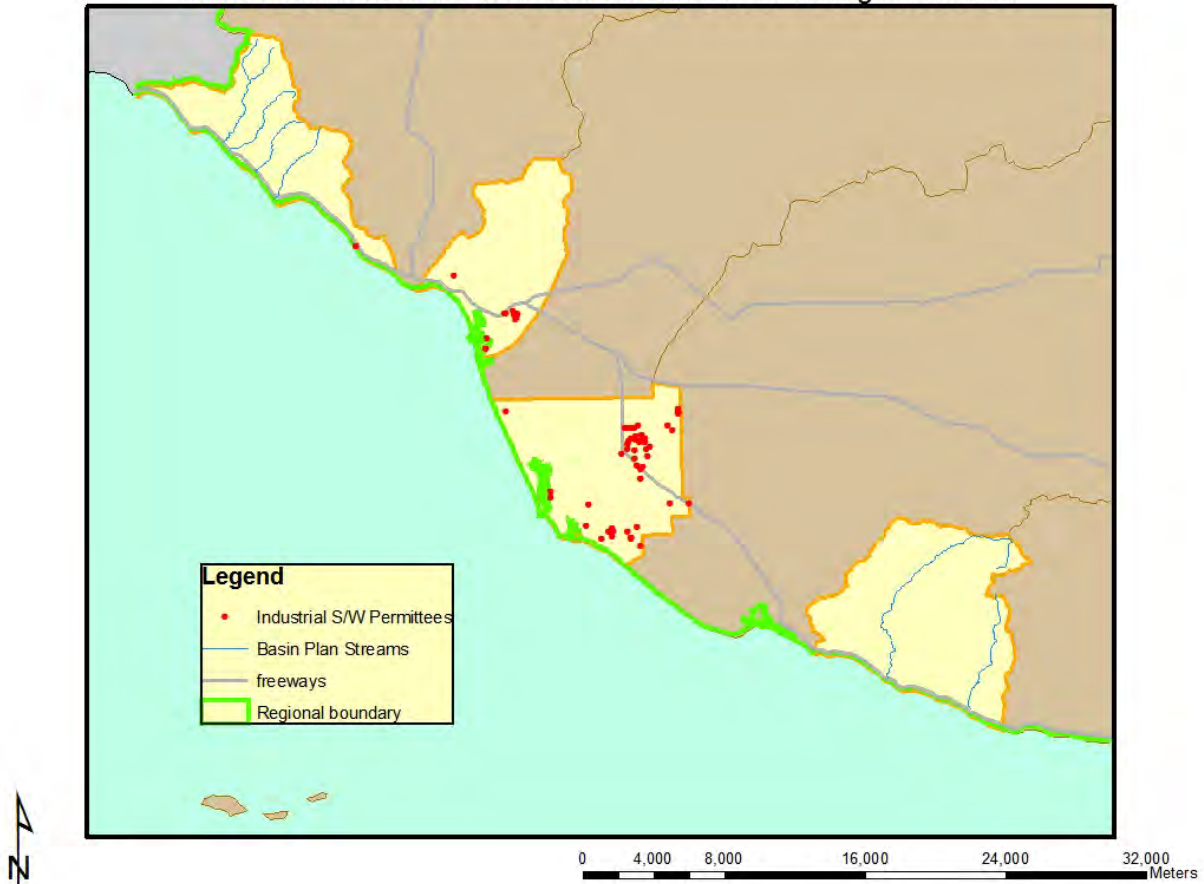 Legend
Industrial S/W Permittees
Basin Plan Streams
freeways
Regional boundary
N
0 4,000 8,000 16,000 24,000 32,000
Meters